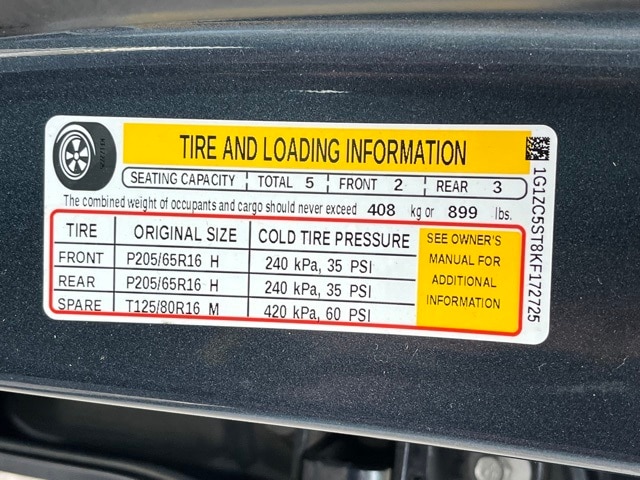 TIRE AND LOADING INFORMATION
SEATING CAPACITY TOTAL 5 FRONT 2 REAR 3
The combined weight of occupants and cargo should never exceed 408 kg or 899 lbs.
TIRE ORIGINAL SIZE COLD TIRE PRESSURE
FRONT P205/65R16 H 240 kPa, 35 PSI
REAR P205/65R16 H 240 kPa, 35 PSI
SPARE T125/80R16 M 420 kPa, 60 PSI
SEE OWNER'S
MANUAL FOR
ADDITIONAL
INFORMATION
1G1ZC5ST8KF172725